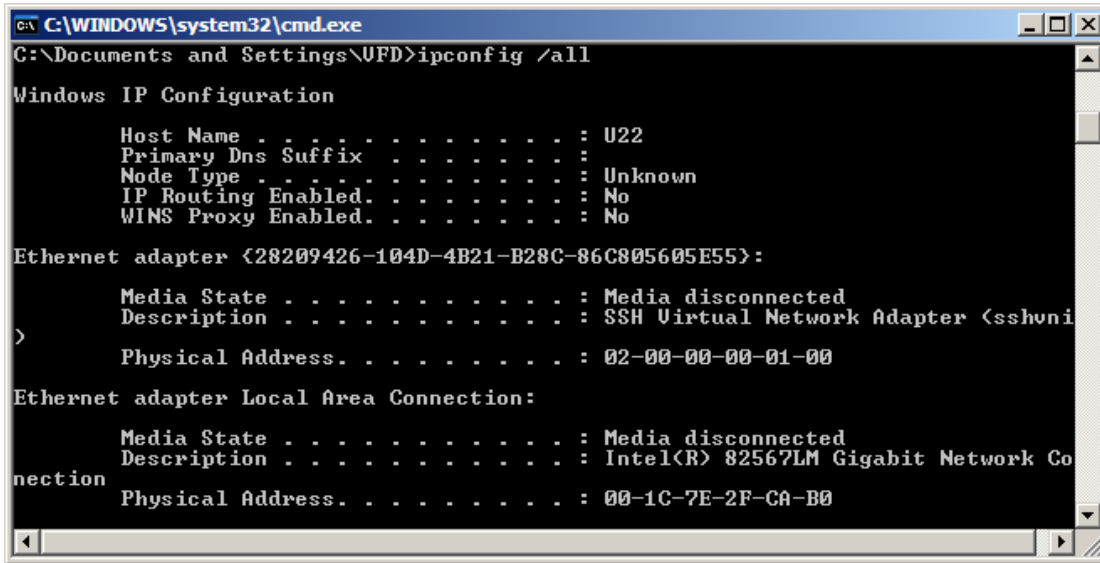 C:\WINDOWS\system32\cmd.exe
C:\Documents and Settings\VFD>ipconfig /all
Windows IP Configuration
Host Name . . . . . . . . . . . . : U22
Primary Dns Suffix . . . . . . . :
Node Type . . . . . . . . . . . . : Unknown
IP Routing Enabled. . . . . . . . : No
WINS Proxy Enabled. . . . . . . . : No
Ethernet adapter {28209426-104D-4B21-B28C-86C805605E55}:
Media State . . . . . . . . . . . : Media disconnected
Description . . . . . . . . . . . : SSH Virtual Network Adapter (sshvni
)
Physical Address. . . . . . . . . : 02-00-00-00-01-00
Ethernet adapter Local Area Connection:
Media State . . . . . . . . . . . : Media disconnected
Description . . . . . . . . . . . : Intel(R) 82567LM Gigabit Network Co
nection
Physical Address. . . . . . . . . : 00-1C-7E-2F-CA-B0